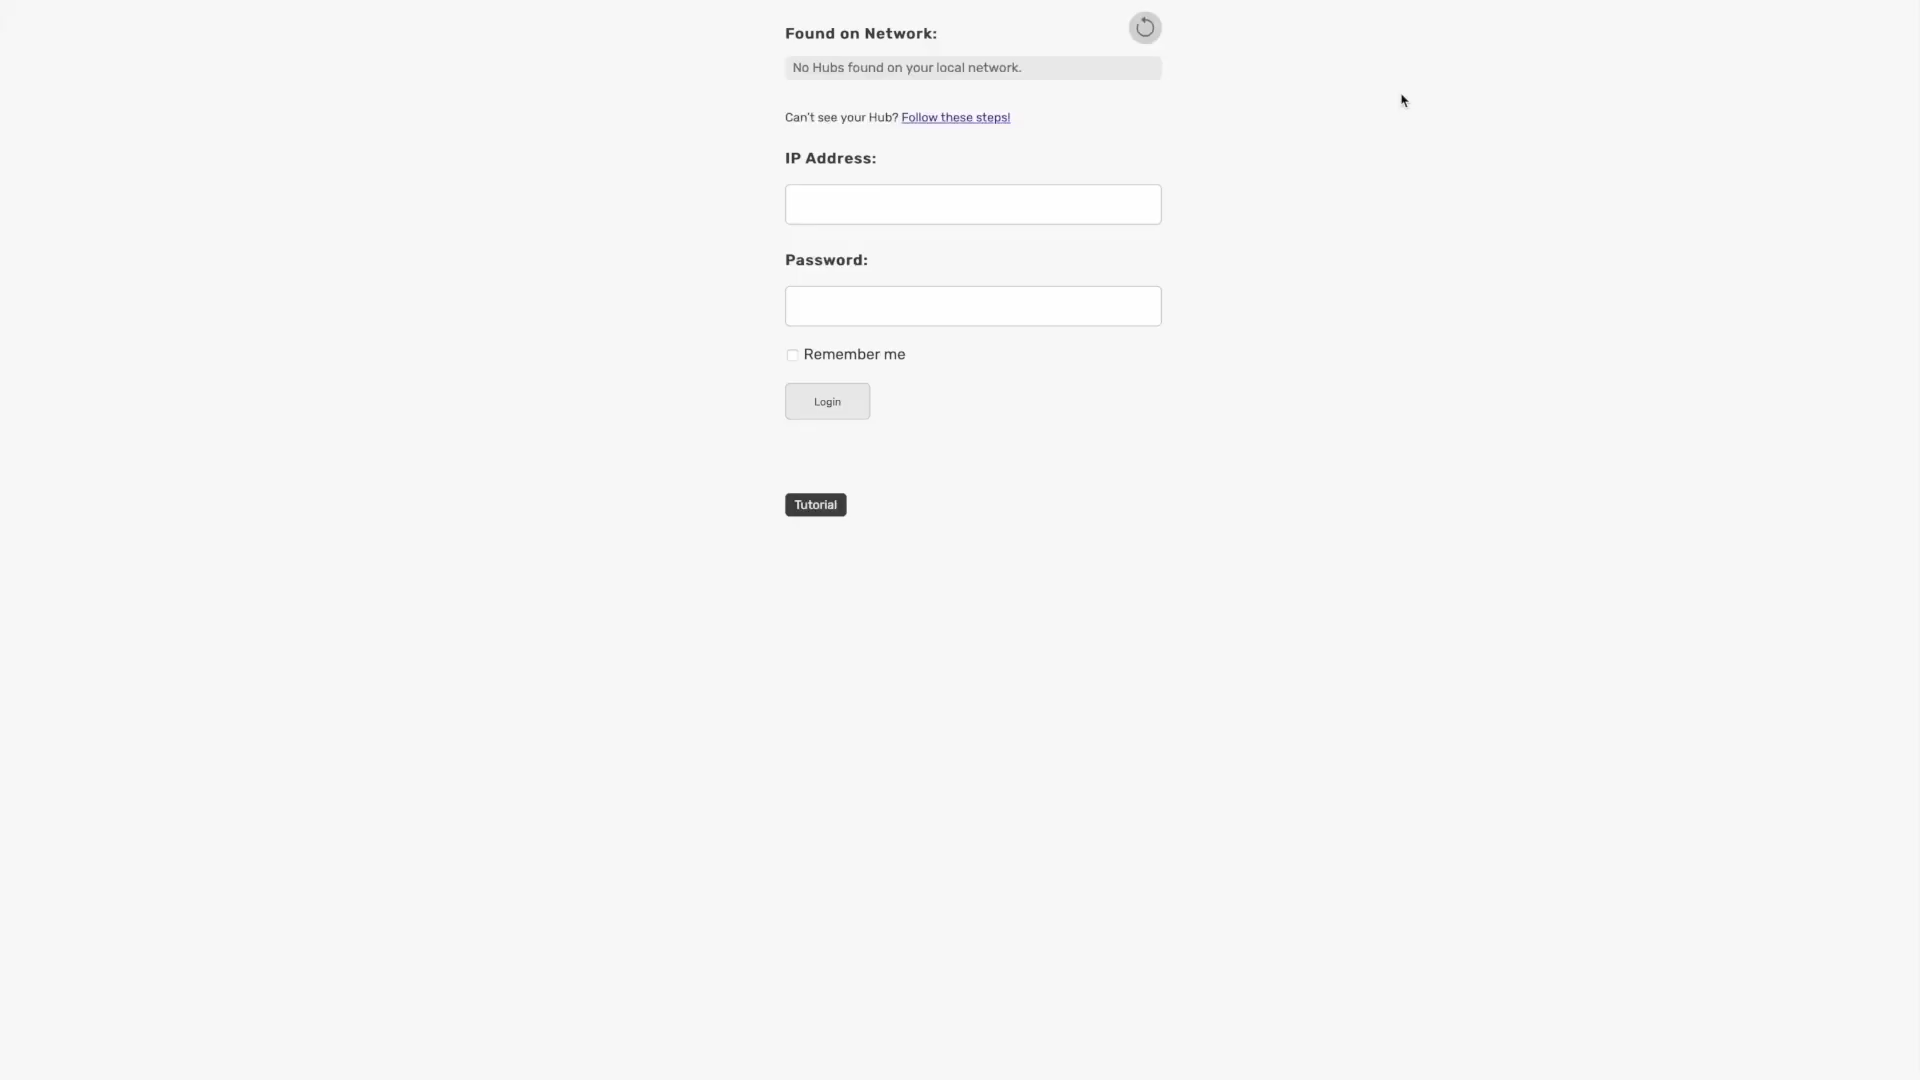 Found on Network:
No Hubs found on your local network.
Can't see your Hub? Follow these steps!
IP Address:
Password:
Remember me
Login
Tutorial